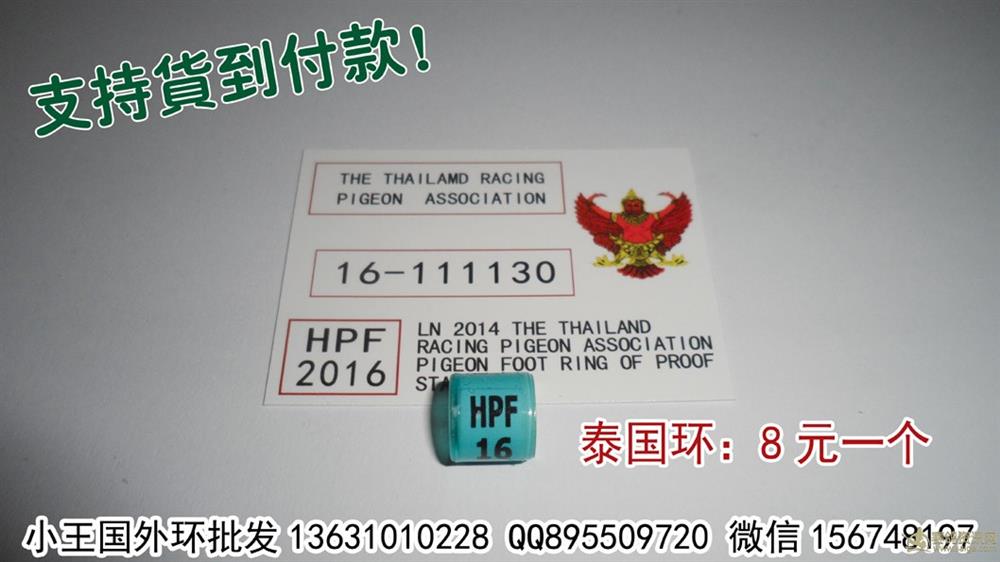 支持貨到付款!
THE THAILAMD RACING
PIGEON ASSOCIATION
16-111130
HPF
2016
LN 2014 THE THAILAND
RACING PIGEON ASSOCIATION
PIGEON FOOT RING OF PROOF
HPF
16
泰国环：8元一个
小王国外环批发 13631010228 QQ895509720 微信 156748197